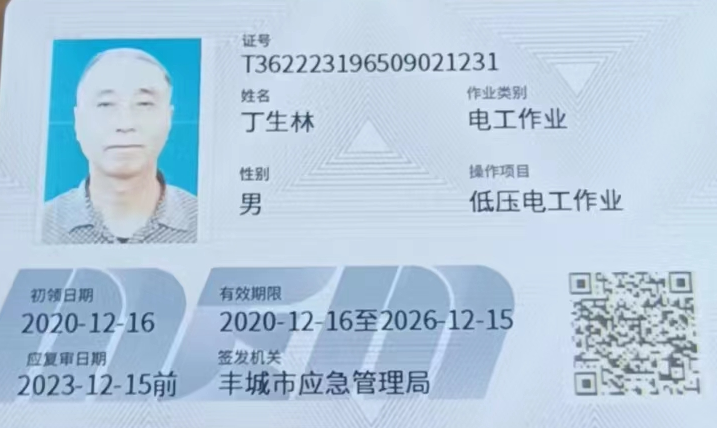 证号
T362223196509021231
姓名
丁生林
作业类别
电工作业
性别
男
操作项目
低压电工作业
初领日期
2020-12-16
有效期限
2020-12-16至2026-12-15
应复审日期
2023-12-15前
签发机关
丰城市应急管理局